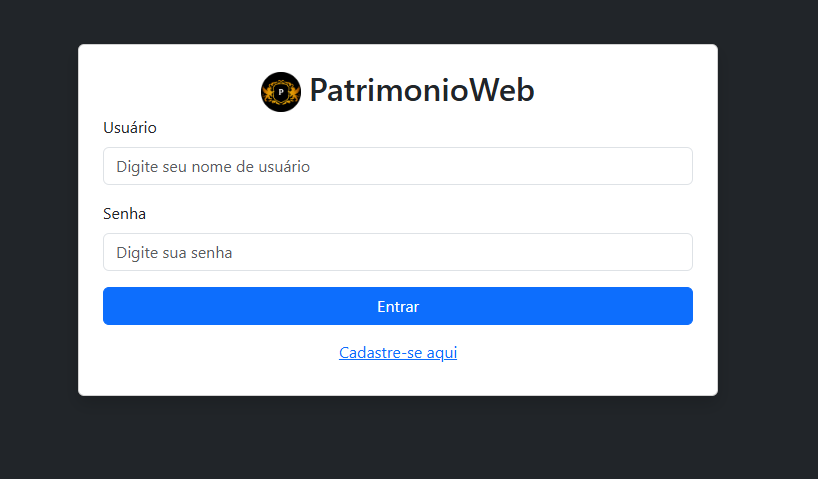 P PatrimonioWeb
Usuário
Digite seu nome de usuário
Senha
Digite sua senha
Entrar
Cadastre-se aqui